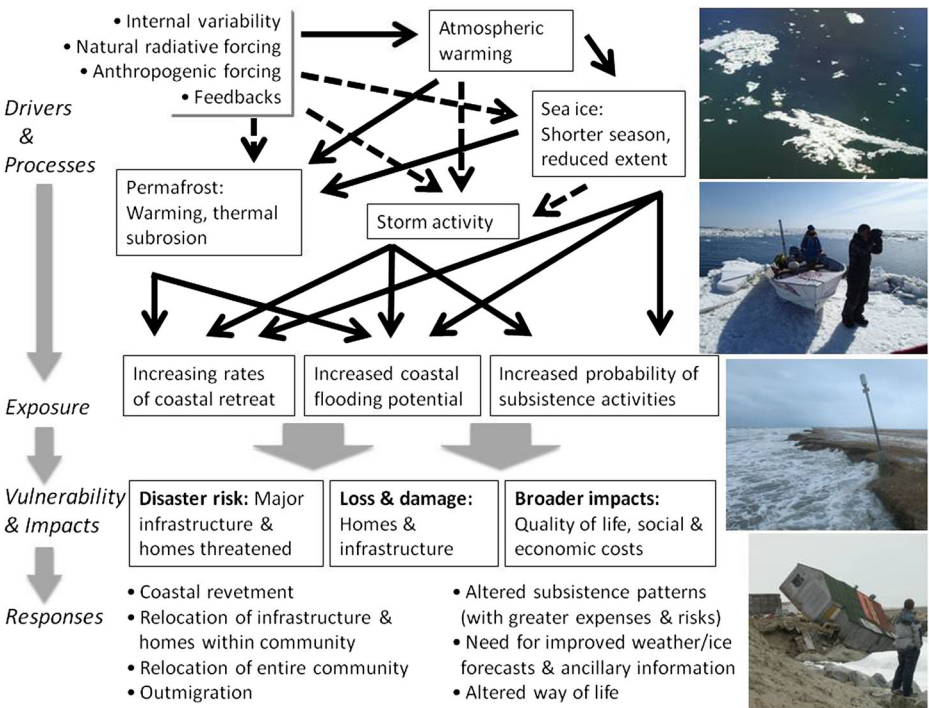 • Internal variability
• Natural radiative forcing
• Anthropogenic forcing
• Feedbacks
Atmospheric
warming
Drivers
&
Processes
Sea ice:
Shorter season,
reduced extent
Permafrost:
Warming, thermal
subrosion
Storm activity
Exposure
Increasing rates
of coastal retreat
Increased coastal
flooding potential
Increased probability of
subsistence activities
Vulnerability
& Impacts
Disaster risk: Major
infrastructure &
homes threatened
Loss & damage:
Homes &
infrastructure
Broader impacts:
Quality of life, social &
economic costs
Responses
• Coastal revetment
• Relocation of infrastructure &
homes within community
• Relocation of entire community
• Outmigration
• Altered subsistence patterns
(with greater expenses & risks)
• Need for improved weather/ice
forecasts & ancillary information
• Altered way of life